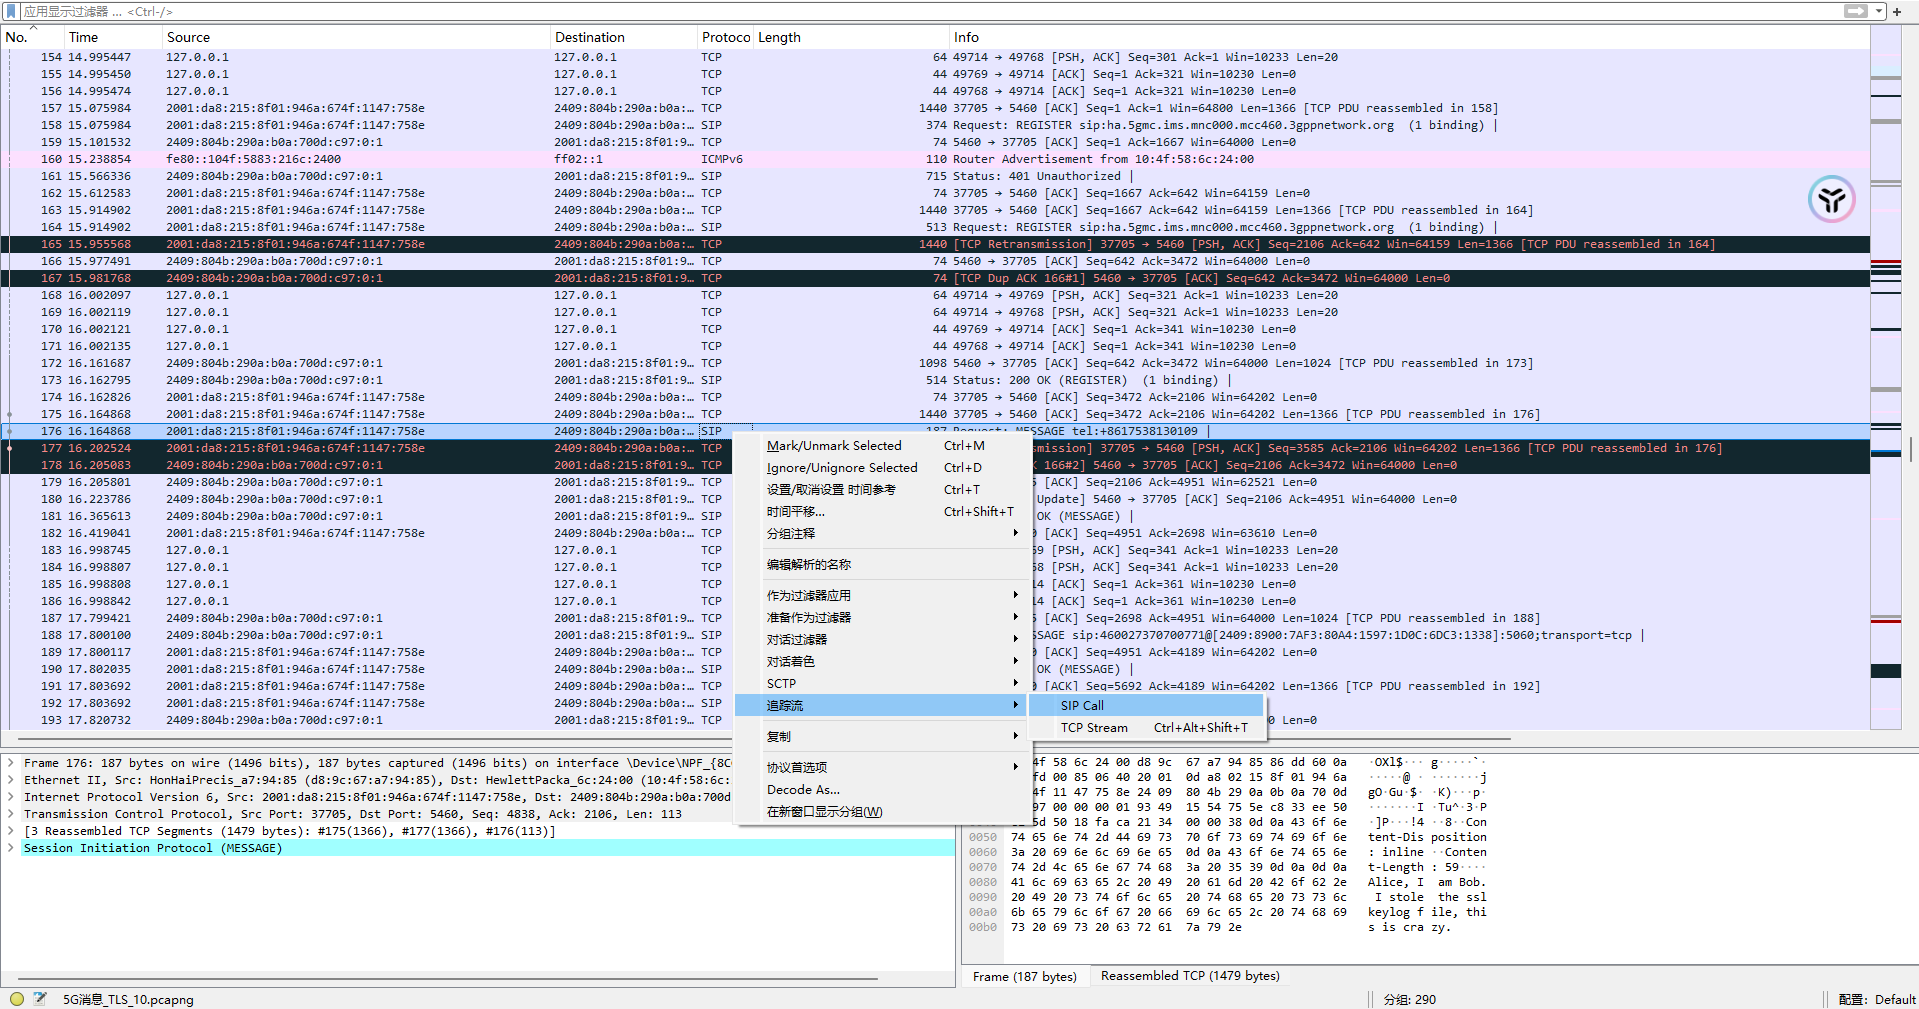 应用显示过滤器 … <Ctrl-/>
No. Time Source Destination Protoco Length Info
154 14.995447 127.0.0.1 127.0.0.1 TCP 64 49714 → 49768 [PSH, ACK] Seq=301 Ack=1 Win=10233 Len=20
155 14.995450 127.0.0.1 127.0.0.1 TCP 44 49769 → 49714 [ACK] Seq=1 Ack=321 Win=10230 Len=0
156 14.995474 127.0.0.1 127.0.0.1 TCP 44 49768 → 49714 [ACK] Seq=1 Ack=321 Win=10230 Len=0
157 15.075984 2001:da8:215:8f01:946a:674f:1147:758e 2409:804b:290a:b0a:… TCP 1440 37705 → 5460 [ACK] Seq=1 Ack=1 Win=64800 Len=1366 [TCP PDU reassembled in 158]
158 15.075984 2001:da8:215:8f01:946a:674f:1147:758e 2409:804b:290a:b0a:… SIP 374 Request: REGISTER sip:ha.5gmc.ims.mnc000.mcc460.3gppnetwork.org (1 binding) |
159 15.101532 2409:804b:290a:b0a:700d:c97:0:1 2001:da8:215:8f01:9… TCP 74 5460 → 37705 [ACK] Seq=1 Ack=1667 Win=64000 Len=0
160 15.238854 fe80::104f:5883:216c:2400 ff02::1 ICMPv6 110 Router Advertisement from 10:4f:58:6c:24:00
161 15.566336 2409:804b:290a:b0a:700d:c97:0:1 2001:da8:215:8f01:9… SIP 715 Status: 401 Unauthorized |
162 15.612583 2001:da8:215:8f01:946a:674f:1147:758e 2409:804b:290a:b0a:… TCP 74 37705 → 5460 [ACK] Seq=1667 Ack=642 Win=64159 Len=0
163 15.914902 2001:da8:215:8f01:946a:674f:1147:758e 2409:804b:290a:b0a:… TCP 1440 37705 → 5460 [ACK] Seq=1667 Ack=642 Win=64159 Len=1366 [TCP PDU reassembled in 164]
164 15.914902 2001:da8:215:8f01:946a:674f:1147:758e 2409:804b:290a:b0a:… SIP 513 Request: REGISTER sip:ha.5gmc.ims.mnc000.mcc460.3gppnetwork.org (1 binding) |
165 15.955568 2001:da8:215:8f01:946a:674f:1147:758e 2409:804b:290a:b0a:… TCP 1440 [TCP Retransmission] 37705 → 5460 [PSH, ACK] Seq=2106 Ack=642 Win=64159 Len=1366 [TCP PDU reassembled in 164]
166 15.977491 2409:804b:290a:b0a:700d:c97:0:1 2001:da8:215:8f01:9… TCP 74 5460 → 37705 [ACK] Seq=642 Ack=3472 Win=64000 Len=0
167 15.981768 2409:804b:290a:b0a:700d:c97:0:1 2001:da8:215:8f01:9… TCP 74 [TCP Dup ACK 166#1] 5460 → 37705 [ACK] Seq=642 Ack=3472 Win=64000 Len=0
168 16.002097 127.0.0.1 127.0.0.1 TCP 64 49714 → 49769 [PSH, ACK] Seq=321 Ack=1 Win=10233 Len=20
169 16.002119 127.0.0.1 127.0.0.1 TCP 64 49714 → 49768 [PSH, ACK] Seq=321 Ack=1 Win=10233 Len=20
170 16.002121 127.0.0.1 127.0.0.1 TCP 44 49769 → 49714 [ACK] Seq=1 Ack=341 Win=10230 Len=0
171 16.002135 127.0.0.1 127.0.0.1 TCP 44 49768 → 49714 [ACK] Seq=1 Ack=341 Win=10230 Len=0
172 16.161687 2409:804b:290a:b0a:700d:c97:0:1 2001:da8:215:8f01:9… TCP 1098 5460 → 37705 [ACK] Seq=642 Ack=3472 Win=64000 Len=1024 [TCP PDU reassembled in 173]
173 16.162795 2409:804b:290a:b0a:700d:c97:0:1 2001:da8:215:8f01:9… SIP 514 Status: 200 OK (REGISTER) (1 binding) |
174 16.162826 2001:da8:215:8f01:946a:674f:1147:758e 2409:804b:290a:b0a:… TCP 74 37705 → 5460 [ACK] Seq=3472 Ack=2106 Win=64202 Len=0
175 16.164868 2001:da8:215:8f01:946a:674f:1147:758e 2409:804b:290a:b0a:… TCP 1440 37705 → 5460 [ACK] Seq=3472 Ack=2106 Win=64202 Len=1366 [TCP PDU reassembled in 176]
176 16.164868 2001:da8:215:8f01:946a:674f:1147:758e 2409:804b:290a:b0a:… SIP 187 Request: MESSAGE tel:+8617538130109 |
177 16.202524 2001:da8:215:8f01:946a:674f:1147:758e 2409:804b:290a:b0a:… TCP smission] 37705 → 5460 [PSH, ACK] Seq=3585 Ack=2106 Win=64202 Len=1366 [TCP PDU reassembled in 176]
178 16.205083 2409:804b:290a:b0a:700d:c97:0:1 2001:da8:215:8f01:9… TCP 166#2] 5460 → 37705 [ACK] Seq=2106 Ack=3472 Win=64000 Len=0
179 16.205801 2409:804b:290a:b0a:700d:c97:0:1 2001:da8:215:8f01:9… TCP 05 [ACK] Seq=2106 Ack=4951 Win=62521 Len=0
180 16.223786 2409:804b:290a:b0a:700d:c97:0:1 2001:da8:215:8f01:9… TCP Update] 5460 → 37705 [ACK] Seq=2106 Ack=4951 Win=64000 Len=0
181 16.365613 2409:804b:290a:b0a:700d:c97:0:1 2001:da8:215:8f01:9… SIP OK (MESSAGE) |
182 16.419041 2001:da8:215:8f01:946a:674f:1147:758e 2409:804b:290a:b0a:… TCP 0 [ACK] Seq=4951 Ack=2698 Win=63610 Len=0
183 16.998745 127.0.0.1 127.0.0.1 TCP 69 [PSH, ACK] Seq=341 Ack=1 Win=10233 Len=20
184 16.998807 127.0.0.1 127.0.0.1 TCP 68 [PSH, ACK] Seq=341 Ack=1 Win=10233 Len=20
185 16.998808 127.0.0.1 127.0.0.1 TCP 14 [ACK] Seq=1 Ack=361 Win=10230 Len=0
186 16.998842 127.0.0.1 127.0.0.1 TCP 14 [ACK] Seq=1 Ack=361 Win=10230 Len=0
187 17.799421 2409:804b:290a:b0a:700d:c97:0:1 2001:da8:215:8f01:9… TCP 05 [ACK] Seq=2698 Ack=4951 Win=64000 Len=1024 [TCP PDU reassembled in 188]
188 17.800100 2409:804b:290a:b0a:700d:c97:0:1 2001:da8:215:8f01:9… SIP SSAGE sip:460027370700771@[2409:8900:7AF3:80A4:1597:1D0C:6DC3:1338]:5060;transport=tcp |
189 17.800117 2001:da8:215:8f01:946a:674f:1147:758e 2409:804b:290a:b0a:… TCP 0 [ACK] Seq=4951 Ack=4189 Win=64202 Len=0
190 17.802035 2001:da8:215:8f01:946a:674f:1147:758e 2409:804b:290a:b0a:… SIP OK (MESSAGE) |
191 17.803692 2001:da8:215:8f01:946a:674f:1147:758e 2409:804b:290a:b0a:… TCP 0 [ACK] Seq=5692 Ack=4189 Win=64202 Len=1366 [TCP PDU reassembled in 192]
192 17.803692 2001:da8:215:8f01:946a:674f:1147:758e 2409:804b:290a:b0a:… SIP
193 17.820732 2409:804b:290a:b0a:700d:c97:0:1 2001:da8:215:8f01:9… TCP 0 Len=0
Mark/Unmark Selected Ctrl+M
Ignore/Unignore Selected Ctrl+D
设置/取消设置 时间参考 Ctrl+T
时间平移... Ctrl+Shift+T
分组注释
编辑解析的名称
作为过滤器应用
准备作为过滤器
对话过滤器
对话着色
SCTP
追踪流
SIP Call
TCP Stream Ctrl+Alt+Shift+T
复制
协议首选项
Decode As...
在新窗口显示分组(W)
Frame 176: 187 bytes on wire (1496 bits), 187 bytes captured (1496 bits) on interface \Device\NPF_{8C
Ethernet II, Src: HonHaiPrecis_a7:94:85 (d8:9c:67:a7:94:85), Dst: HewlettPacka_6c:24:00 (10:4f:58:6c:
Internet Protocol Version 6, Src: 2001:da8:215:8f01:946a:674f:1147:758e, Dst: 2409:804b:290a:b0a:700d
Transmission Control Protocol, Src Port: 37705, Dst Port: 5460, Seq: 4838, Ack: 2106, Len: 113
[3 Reassembled TCP Segments (1479 bytes): #175(1366), #177(1366), #176(113)]
Session Initiation Protocol (MESSAGE)
4f 58 6c 24 00 d8 9c 67 a7 94 85 86 dd 60 0a ·OXl$··· g·····`·
fd 00 85 06 40 20 01 0d a8 02 15 8f 01 94 6a ·····@ · ·······j
4f 11 47 75 8e 24 09 80 4b 29 0a 0b 0a 70 0d gO·Gu·$· K)···p·
97 00 00 00 01 93 49 15 54 75 5e c8 33 ee 50 ·······I ·Tu^·3·P
5d 50 18 fa ca 21 34 00 00 38 0d 0a 43 6f 6e ·]P···!4 ··8··Con
0050 74 65 6e 74 2d 44 69 73 70 6f 73 69 74 69 6f 6e tent-Dis position
0060 3a 20 69 6e 6c 69 6e 65 0d 0a 43 6f 6e 74 65 6e : inline ··Conten
0070 74 2d 4c 65 6e 67 74 68 3a 20 35 39 0d 0a 0d 0a t-Length : 59····
0080 41 6c 69 63 65 2c 20 49 20 61 6d 20 42 6f 62 2e Alice, I am Bob.
0090 20 49 20 73 74 6f 6c 65 20 74 68 65 20 73 73 6c I stole the ssl
00a0 6b 65 79 6c 6f 67 20 66 69 6c 65 2c 20 74 68 69 keylog f ile, thi
00b0 73 20 69 73 20 63 72 61 7a 79 2e s is cra zy.
Frame (187 bytes) Reassembled TCP (1479 bytes)
5G消息_TLS_10.pcapng 分组: 290 配置: Default